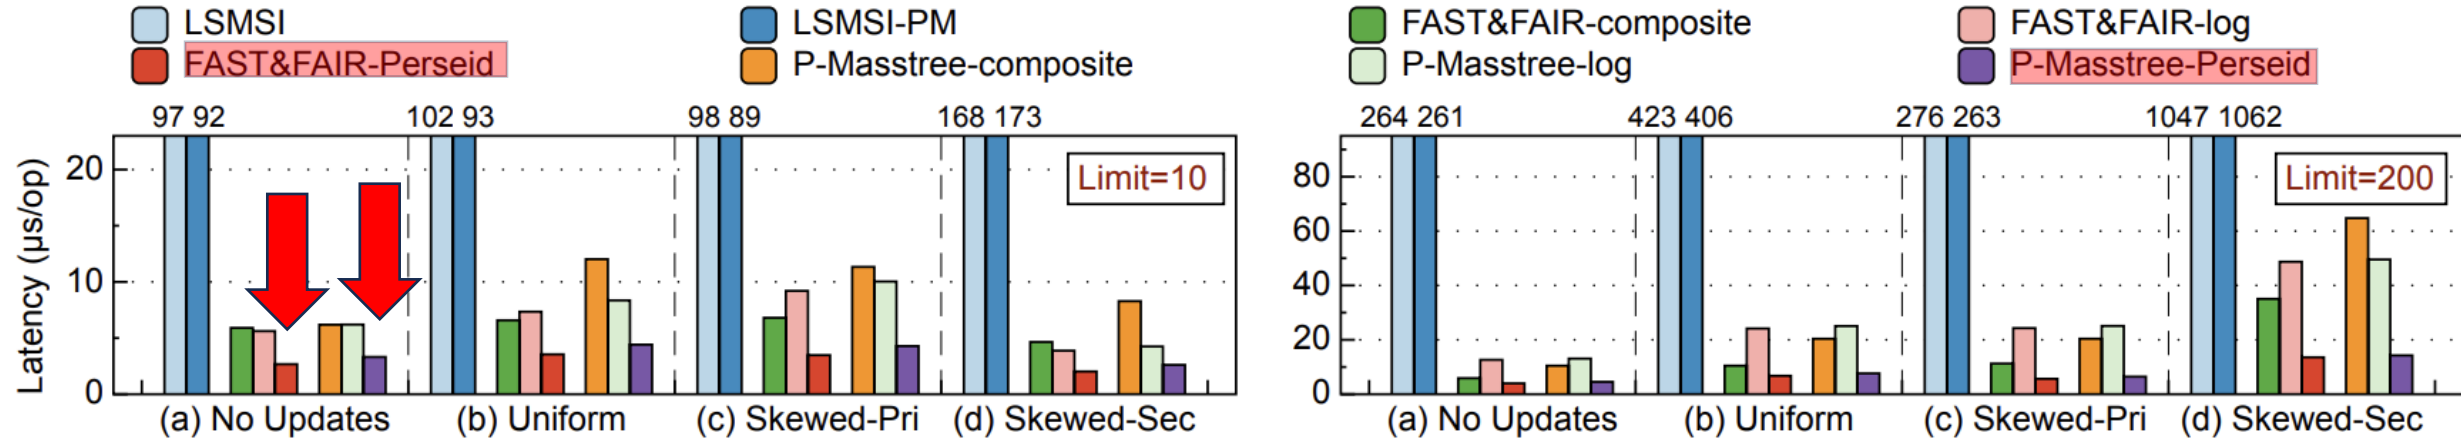 LSMSI
LSMSI-PM
FAST&FAIR-composite
FAST&FAIR-log
FAST&FAIR-Perseid
P-Masstree-composite
P-Masstree-log
P-Masstree-Perseid
97 92
102 93
98 89
168 173
Latency (µs/op)
20
10
0
Limit=10
(a) No Updates
(b) Uniform
(c) Skewed-Pri
(d) Skewed-Sec
264 261
423 406
276 263
1047 1062
80
60
40
20
0
Limit=200
(a) No Updates
(b) Uniform
(c) Skewed-Pri
(d) Skewed-Sec